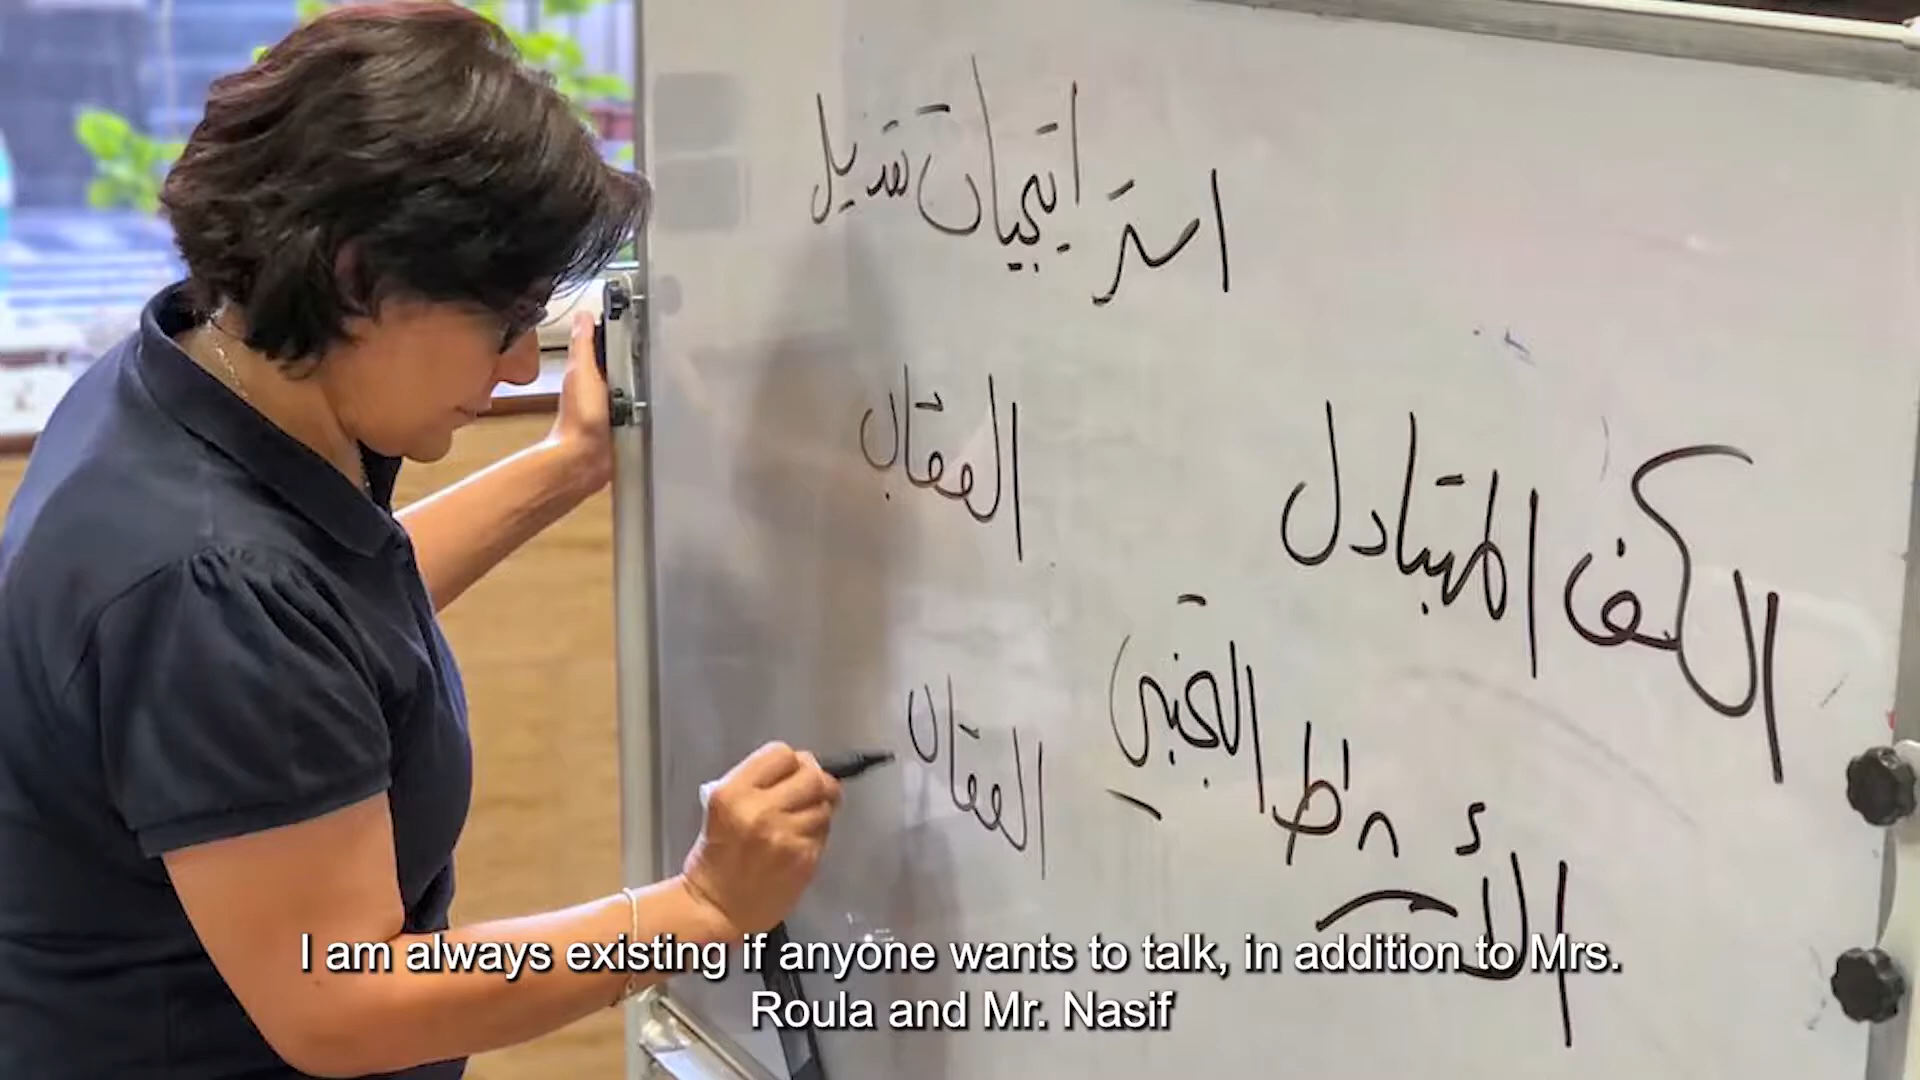 استراتيجيات تعديل
العقاب
الكف المتبادل
الجنبي
العقاب
I am always existing if anyone wants to talk, in addition to Mrs.
Roula and Mr. Nasif